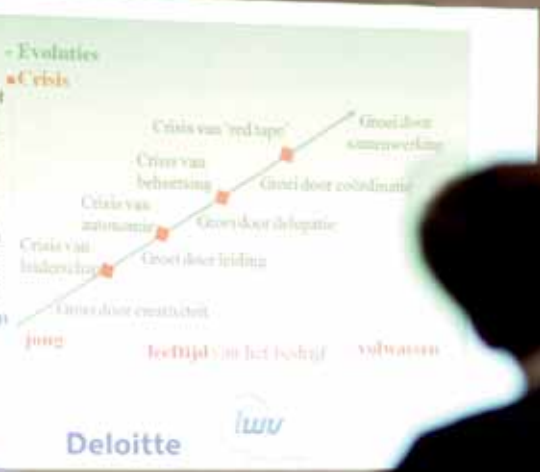 - Evoluties
Crisis
Crisis van 'red tape'
Groei door
samenwerking
Crisis van
beheersing
Groei door coördinatie
Crisis van
autonomie
Groei door delegatie
Crisis van
leiderschap
Groei door leiding
Groei door creativiteit
jong
leeftijd van het bedrijf
volwassen
Deloitte
iwv